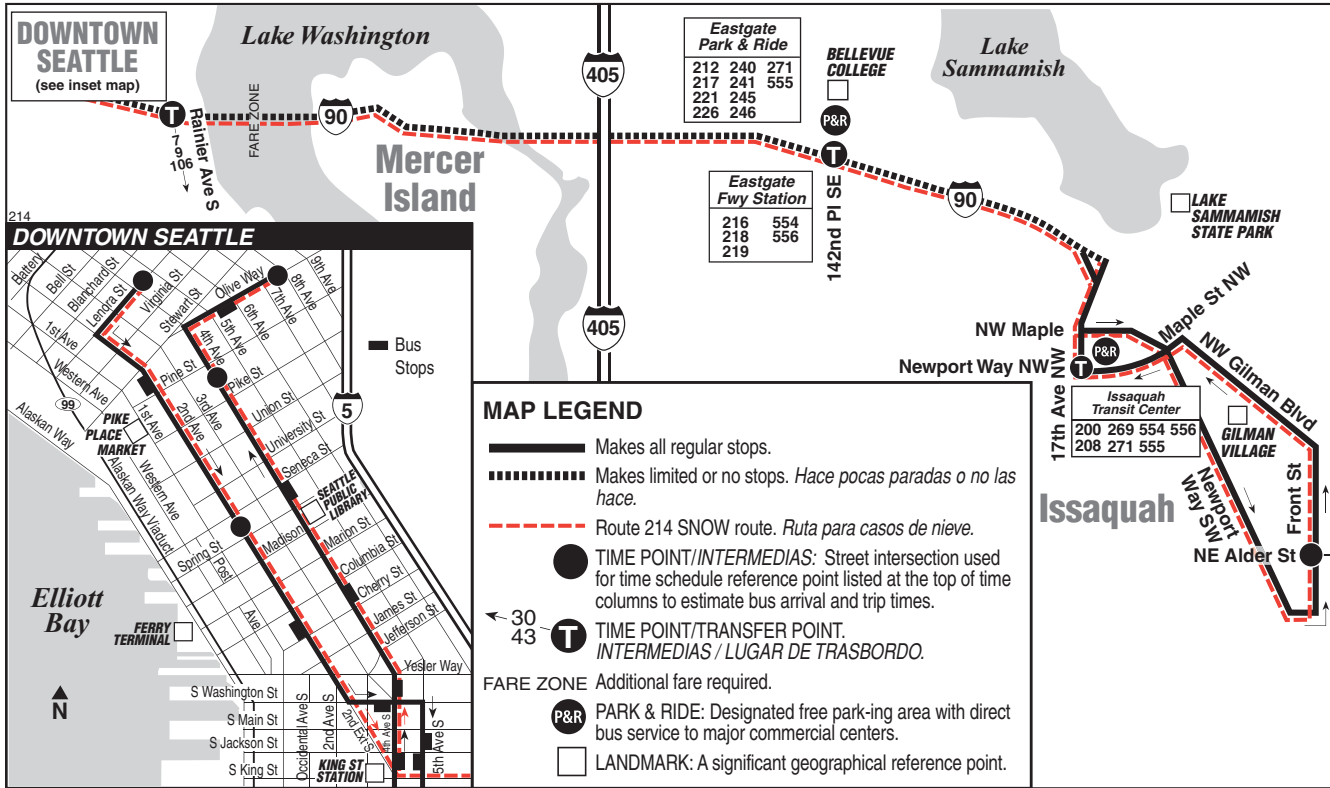 DOWNTOWN
SEATTLE
(see inset map)
Lake Washington
405
Eastgate
Park & Ride
212 240 271
217 241 555
221 245
226 246
BELLEVUE
COLLEGE
Lake
Sammamish
T
7
9
106
Rainier Ave S
FARE ZONE
90
Mercer
Island
P&R
T
142nd Pl SE
Eastgate
Fwy Station
216 554
218 556
219
90
LAKE
SAMMAMISH
STATE PARK
405
NW Maple
Newport Way NW
T
P&R
17th Ave NW
Maple St NW
NW Gilman Blvd
Issaquah
Transit Center
200 269 554 556
208 271 555
GILMAN
VILLAGE
Issaquah
Newport
Way SW
Front St
NE Alder St
214
DOWNTOWN SEATTLE
Battery
Bell St
Blanchard St
Lenora St
Virginia St
Stewart St
Olive Way
9th Ave
8th Ave
7th Ave
6th Ave
5th Ave
4th Ave
1st Ave
Western Ave
Alaskan Way
99
PIKE
PLACE
MARKET
Pine St
Pike St
Union St
University St
Seneca St
3rd Ave
2nd Ave
1st Ave
Western Ave
Alaskan Way Viaduct
5
Bus
Stops
SEATTLE
PUBLIC
LIBRARY
Madison
Marion St
Columbia St
Cherry St
James St
Jefferson St
Spring St
Post
Ave
Elliott
Bay
FERRY
TERMINAL
N
Yesler Way
S Washington St
S Main St
S Jackson St
S King St
Occidental Ave S
2nd Ave S
2nd Ext S
4th Ave S
5th Ave S
KING ST
STATION
MAP LEGEND
Makes all regular stops.
Makes limited or no stops. Hace pocas paradas o no las
hace.
Route 214 SNOW route. Ruta para casos de nieve.
TIME POINT/INTERMEDIAS: Street intersection used
for time schedule reference point listed at the top of time
columns to estimate bus arrival and trip times.
30
43
T
TIME POINT/TRANSFER POINT.
INTERMEDIAS / LUGAR DE TRASBORDO.
FARE ZONE Additional fare required.
P&R PARK & RIDE: Designated free park-ing area with direct
bus service to major commercial centers.
LANDMARK: A significant geographical reference point.